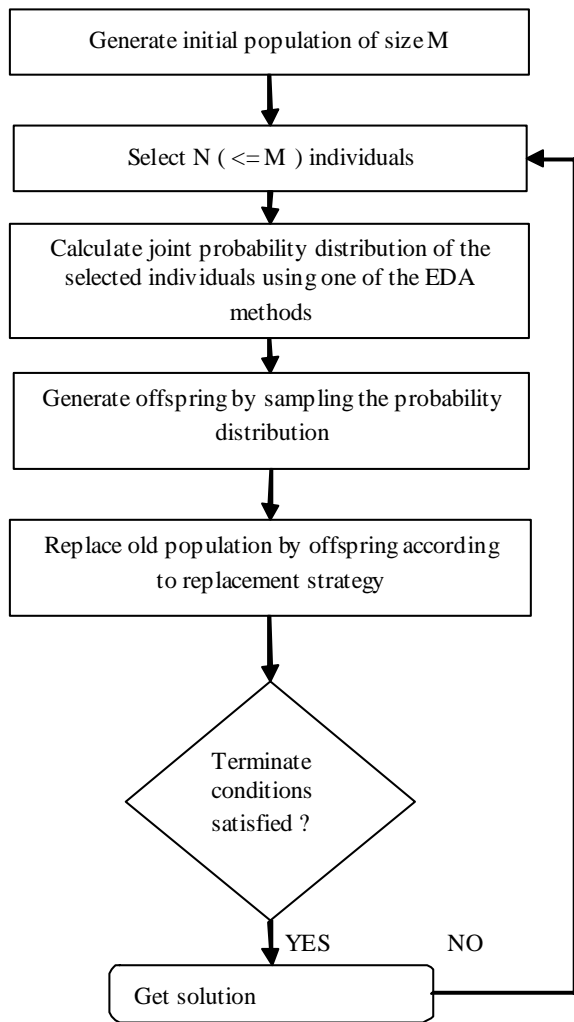 Generate initial population of size M
Select N ( <= M ) individuals
Calculate joint probability distribution of the
selected individuals using one of the EDA
methods
Generate offspring by sampling the probability
distribution
Replace old population by offspring according
to replacement strategy
Terminate
conditions
satisfied ?
YES
NO
Get solution